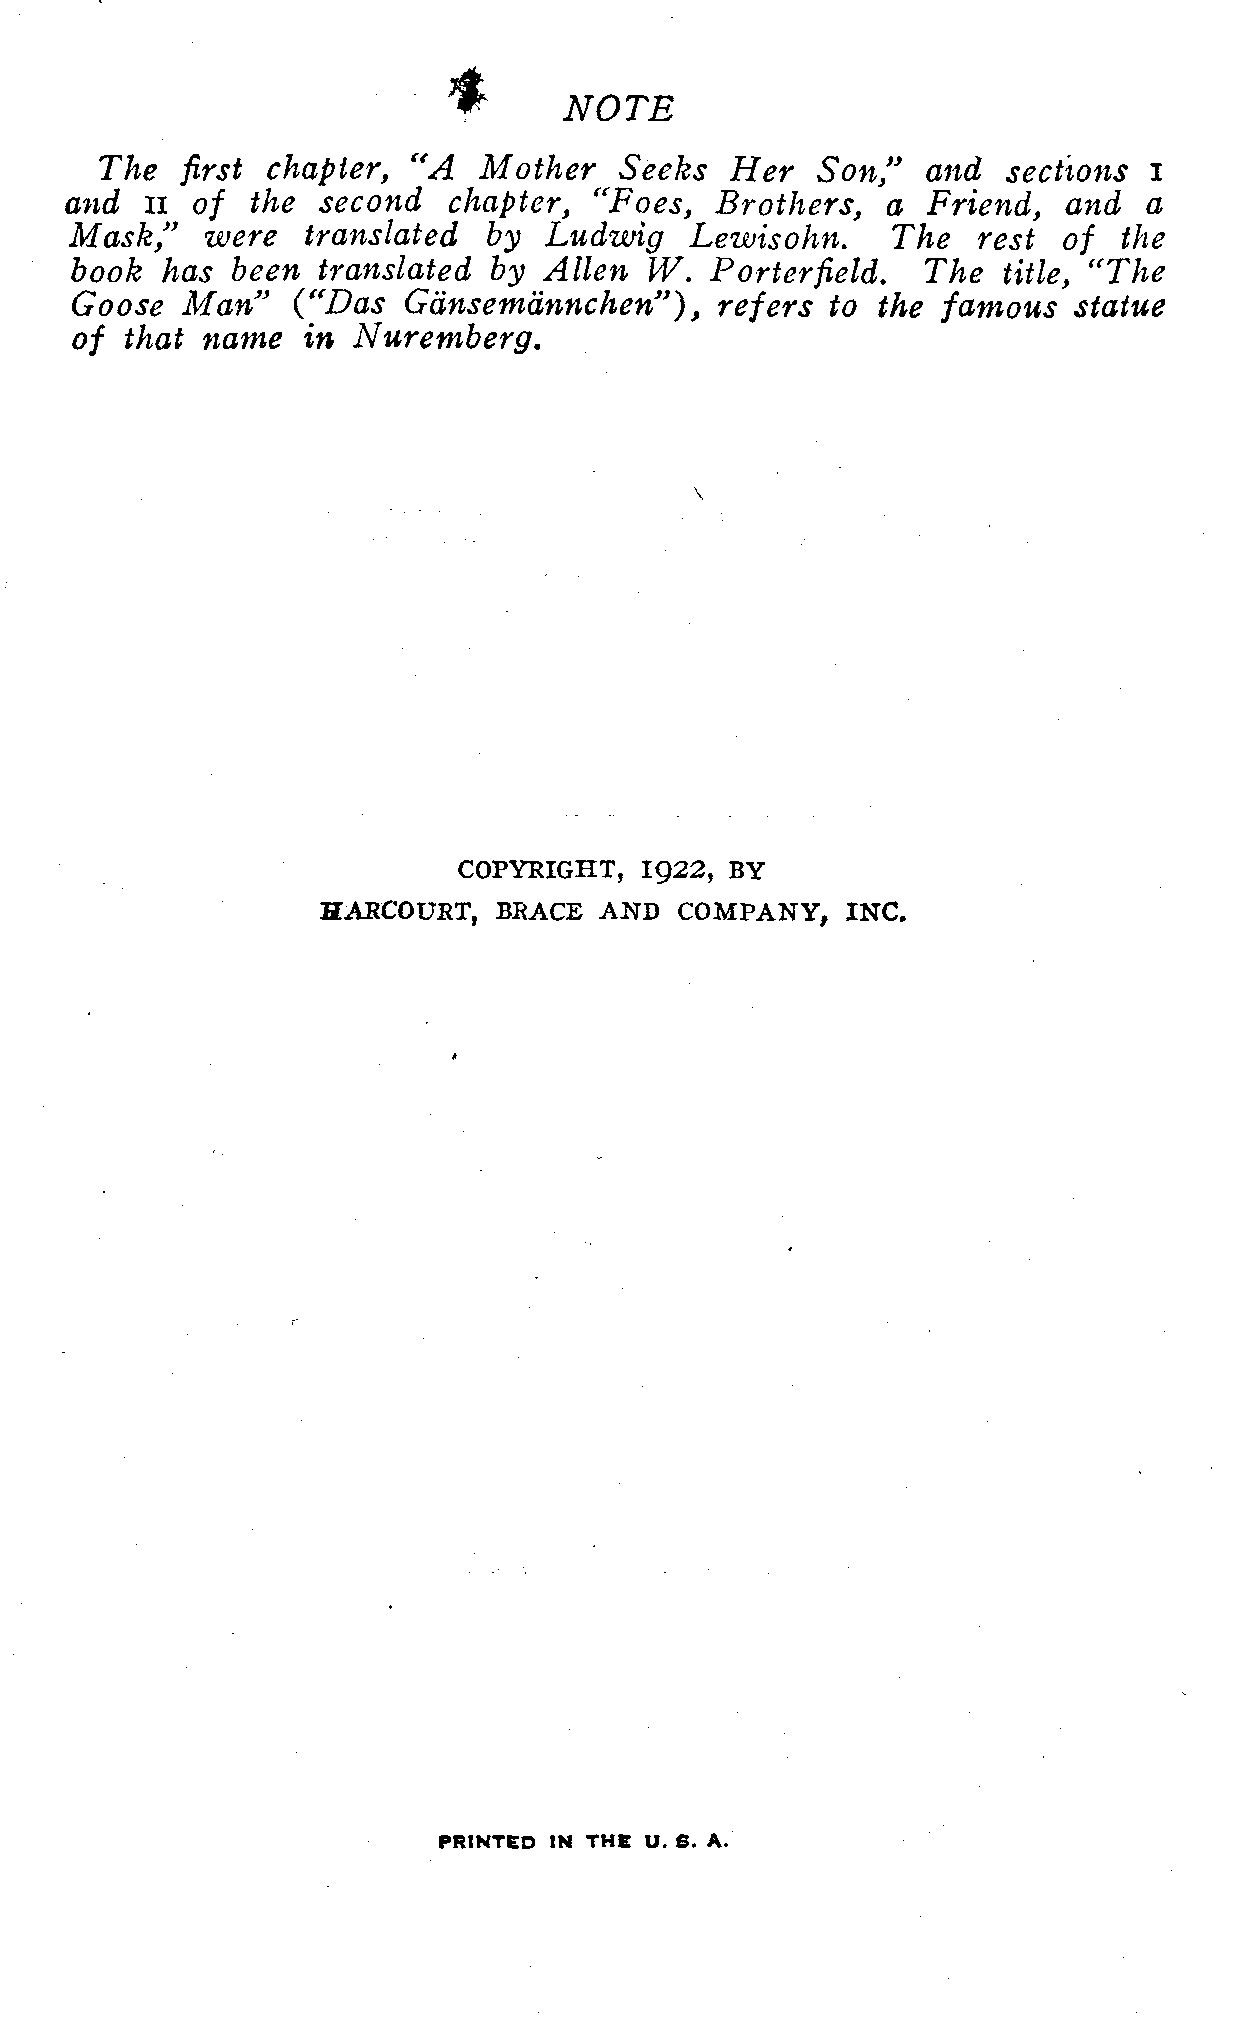 NOTE
The first chapter, “A Mother Seeks Her Son,” and sections I
and II of the second chapter, “Foes, Brothers, a Friend, and a
Mask,” were translated by Ludwig Lewisohn. The rest of the
book has been translated by Allen W. Porterfield. The title, “The
Goose Man” (“Das Gänsemännchen”), refers to the famous statue
of that name in Nuremberg.
COPYRIGHT, 1922, BY
HARCOURT, BRACE AND COMPANY, INC.
PRINTED IN THE U. S. A.